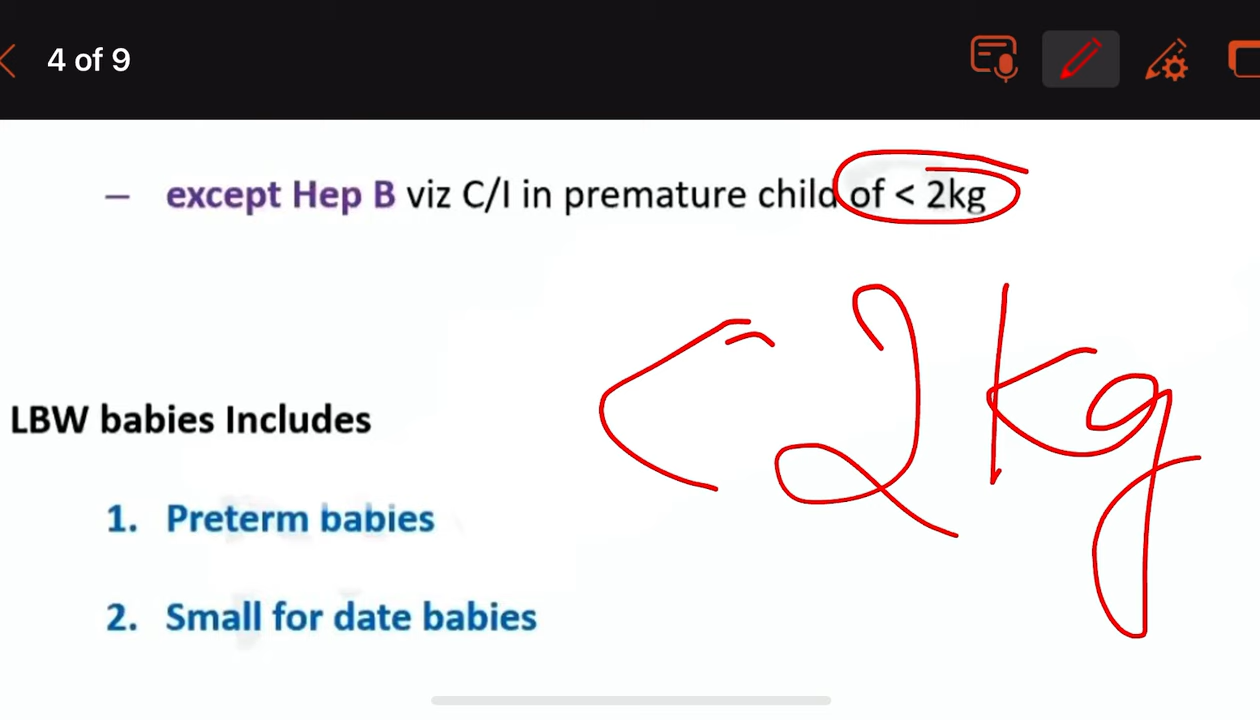 4 of 9
– except Hep B viz C/I in premature child of < 2kg
< 2kg
LBW babies Includes
1. Preterm babies
2. Small for date babies